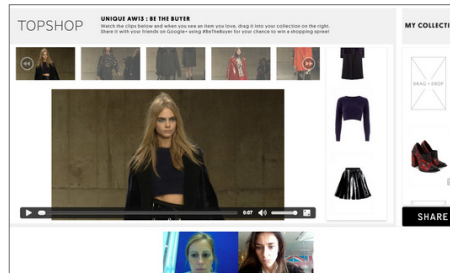 TOPSHOP
UNIQUE AW13 : BE THE BUYER
Watch the clips below and when you see an item you love, drag it into your collection on the right.
Share it with your friends on Google+ using #BeTheBuyer for your chance to win a shopping spree!
MY COLLECTI
DRAG + DROP
0:07
SHARE